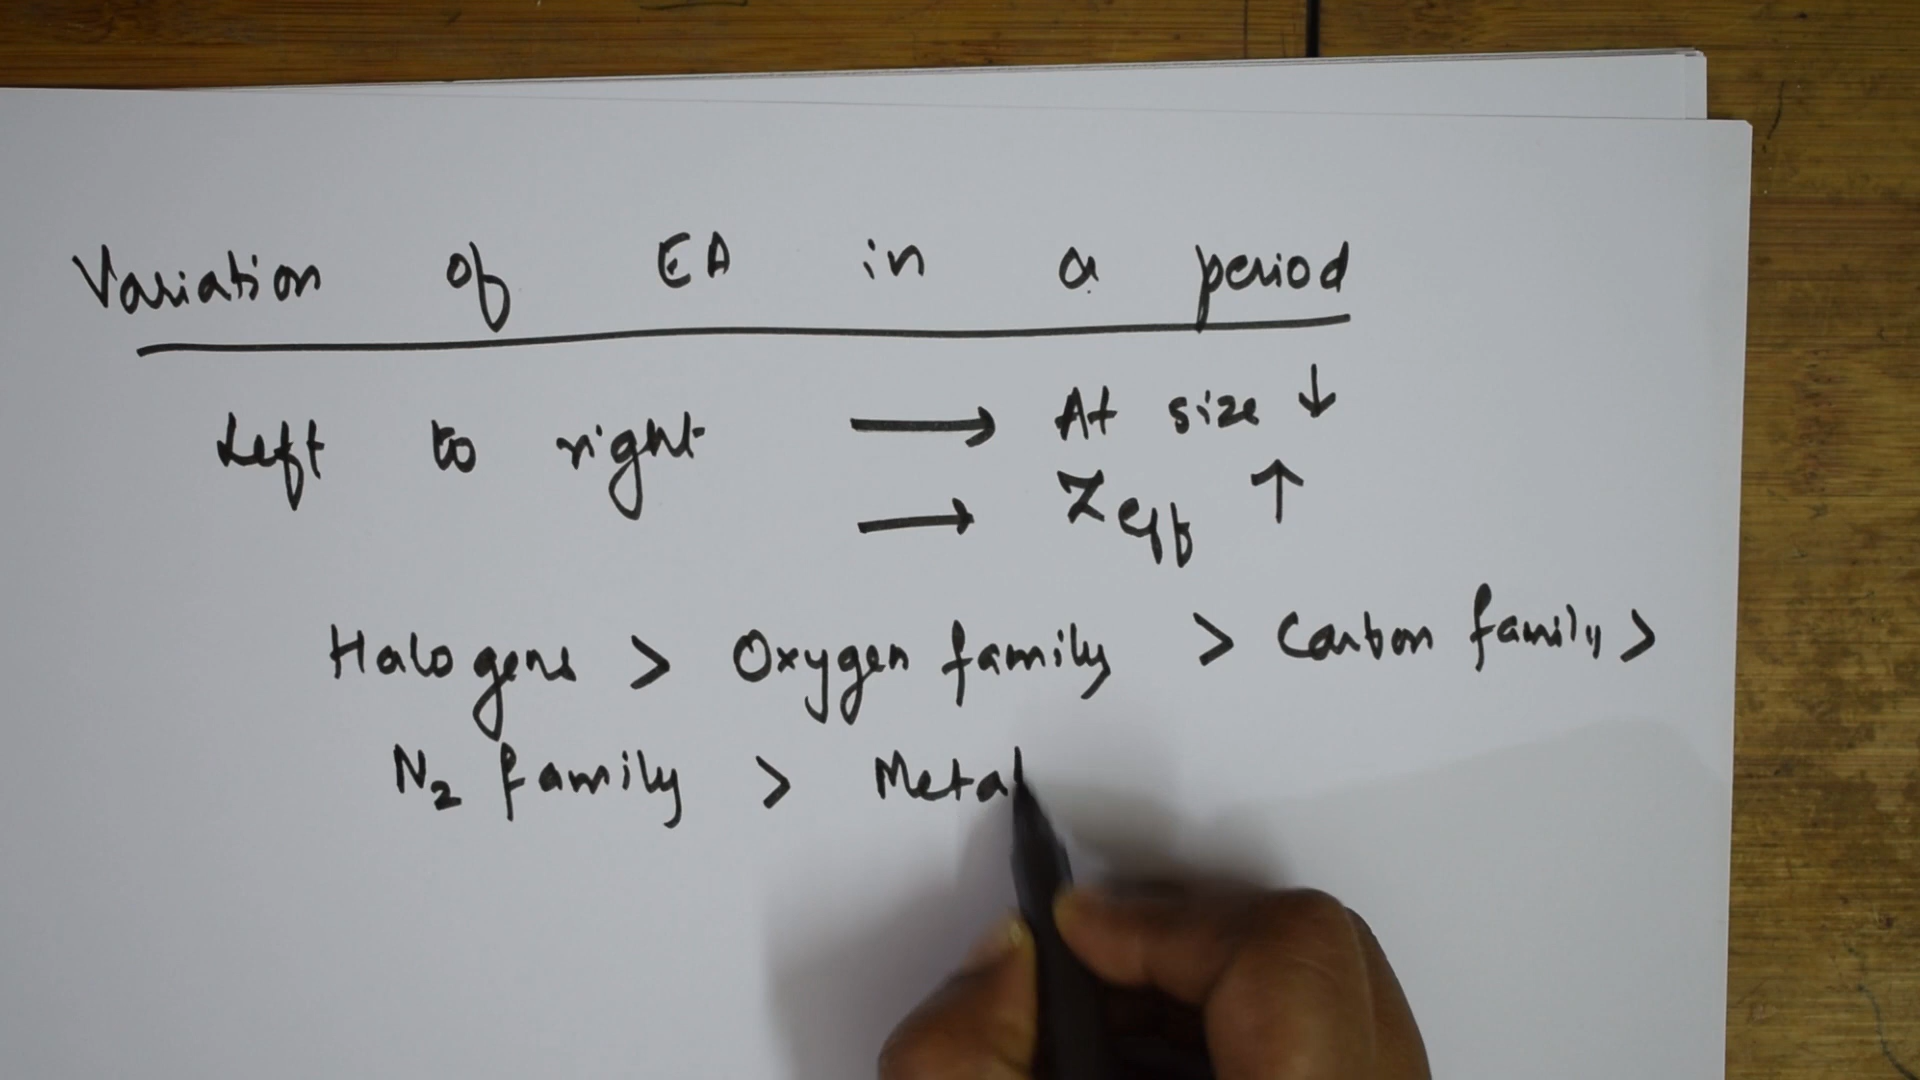 Variation of EA in a period
Left to right → At size ↓
→ Zeff ↑
Halogens > Oxygen family > Carbon family >
N2 family > Metal